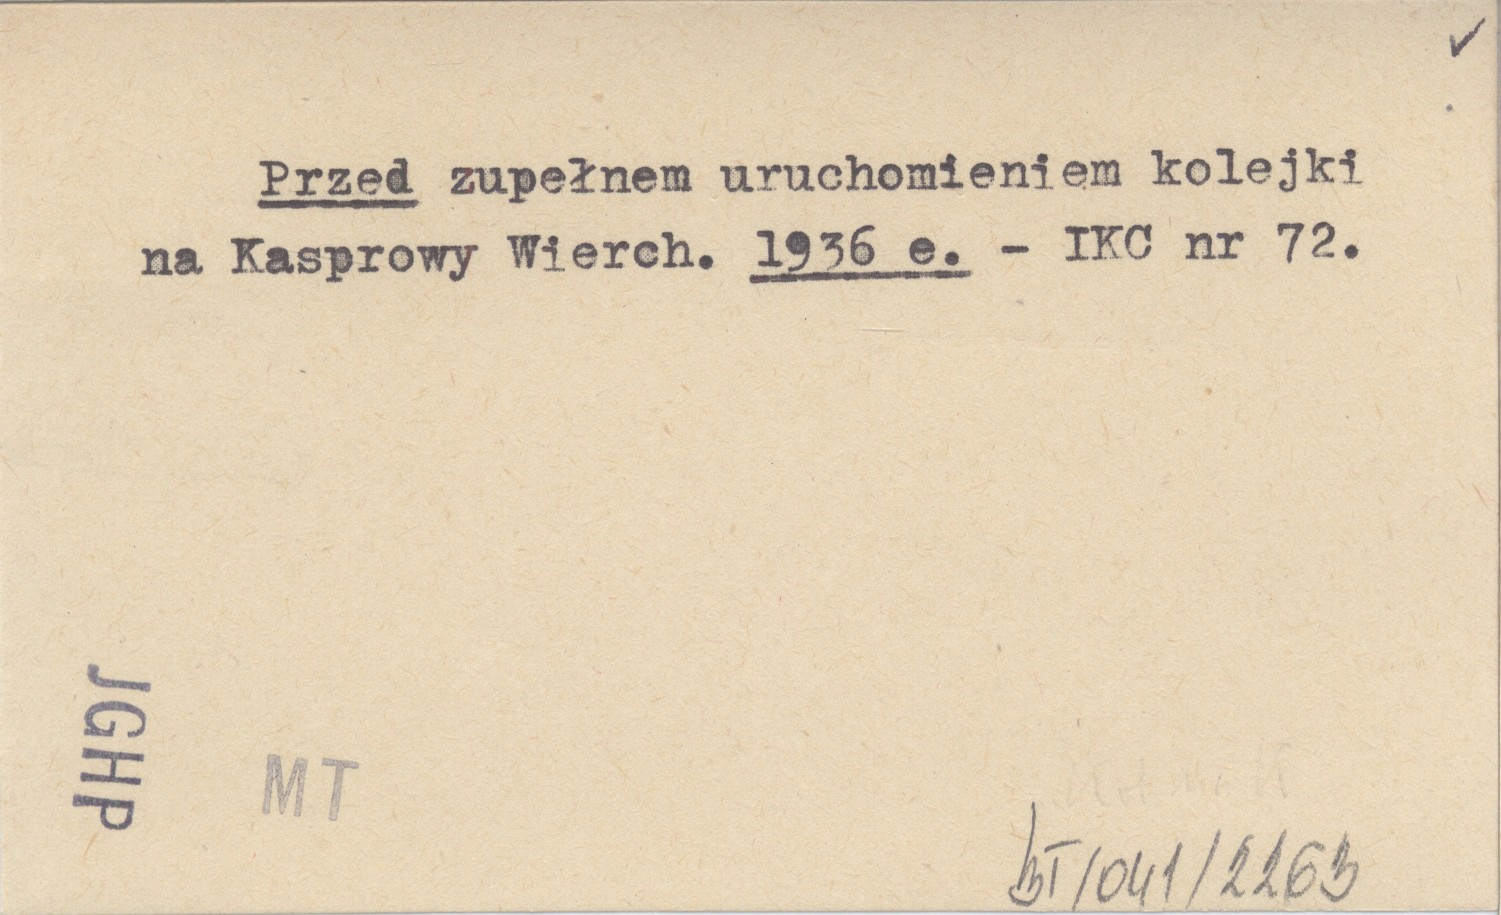 Przed zupełnem uruchomieniem kolejki
na Kasprowy Wierch. 1936 e. - IKC nr 72.
JGHP
MT
BT/041/2263